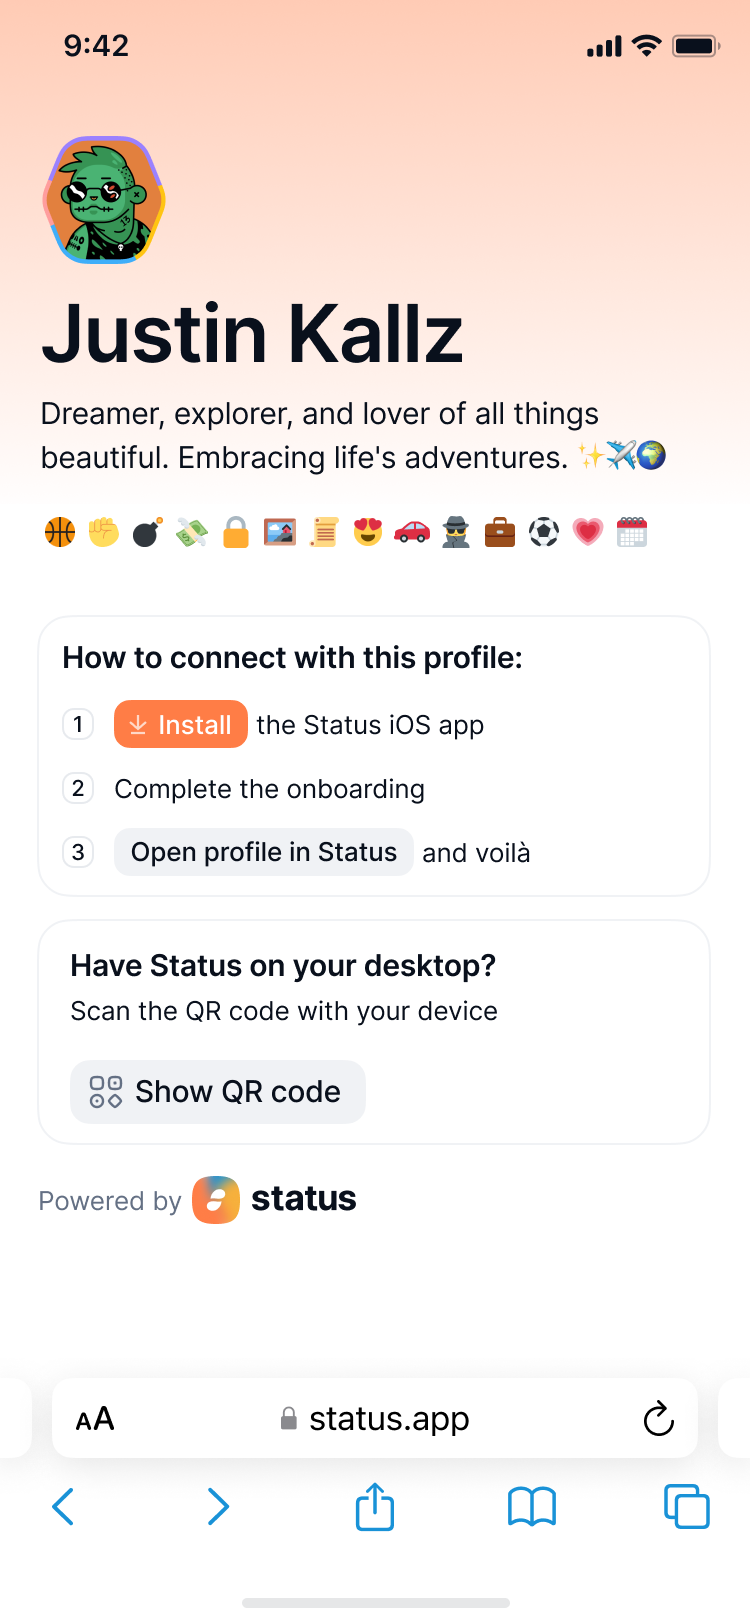 9:42
Justin Kallz
Dreamer, explorer, and lover of all things
beautiful. Embracing life's adventures. ✨✈️🌍
🏀✊💣💸🔒🖼️📜😍🚗🕵️💼⚽💗🗓️
How to connect with this profile:
1 Install the Status iOS app
2 Complete the onboarding
3 Open profile in Status and voilà
Have Status on your desktop?
Scan the QR code with your device
Show QR code
Powered by status
AA status.app